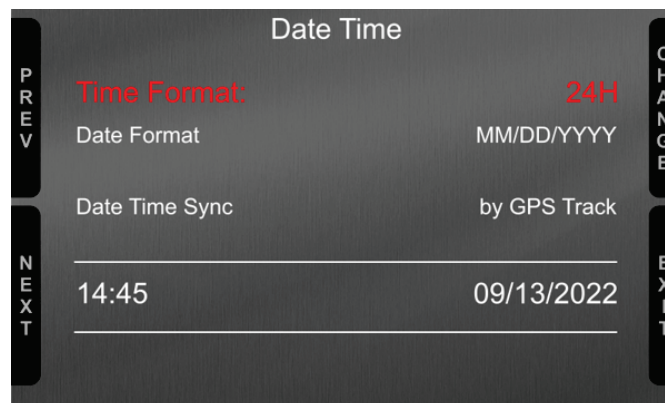 Date Time
PREV
CHANGE
Time Format: 24H
Date Format MM/DD/YYYY
Date Time Sync by GPS Track
NEXT
EXIT
14:45 09/13/2022